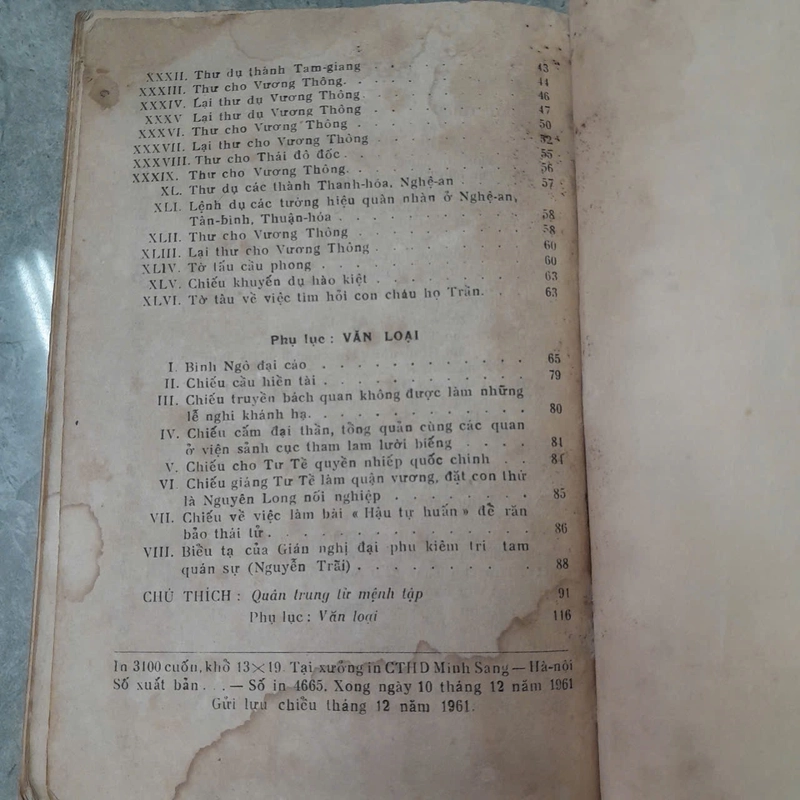 XXXII. Thư dụ thành Tam-giang . . . . . . . 43
XXXIII. Thư cho Vương Thông. . . . . . . . 44
XXXIV. Lại thư dụ Vương Thông. . . . . . . 46
XXXV Lại thư dụ Vương Thông . . . . . . . 47
XXXVI. Thư cho Vương Thông . . . . . . . . 50
XXXVII. Lại thư cho Vương Thông . . . . . . . 52
XXXVIII. Thư cho Thái đô đốc . . . . . . . . 55
XXXIX. Thư cho Vương Thông. . . . . . . . 56
XL. Thư dụ các thành Thanh-hóa, Nghệ-an . . . 57
XLI. Lệnh dụ các tướng hiệu quân nhân ở Nghệ-an,
Tân-bình, Thuận-hóa . . . . . . . . . 58
XLII. Thư cho Vương Thông . . . . . . . . 58
XLIII. Lại thư cho Vương Thông . . . . . . . 60
XLIV. Tờ tấu cầu phong . . . . . . . . . 60
XLV. Chiếu khuyến dụ hào kiệt . . . . . . . 63
XLVI. Tờ tâu về việc tìm hỏi con cháu họ Trần. . . 63
Phụ lục : VĂN LOẠI
I. Bình Ngô đại cáo . . . . . . . . . . 65
II. Chiếu cầu hiền tài . . . . . . . . . . 79
III. Chiếu truyền bách quan không được làm những
lễ nghi khánh hạ. . . . . . . . . . . 80
IV. Chiếu cấm đại thần, tổng quản cùng các quan
ở viện sảnh cục tham lam lười biếng . . . . 81
V. Chiếu cho Tư Tề quyền nhiếp quốc chính . . 81
VI. Chiếu giáng Tư Tề làm quận vương, đặt con thứ
là Nguyên Long nối nghiệp . . . . . . . 85
VII. Chiếu về việc làm bài « Hậu tự huấn » để răn
bảo thái tử . . . . . . . . . . . . 86
VIII. Biểu tạ của Gián nghị đại phu kiêm tri tam
quán sự (Nguyễn Trãi) . . . . . . . . 88
CHÚ THÍCH : Quân trung từ mệnh tập 91
Phụ lục : Văn loại 116
In 3100 cuốn, khổ 13×19. Tại xưởng in CTHD Minh Sang — Hà-nội
Số xuất bản . . . — Số in 4665. Xong ngày 10 tháng 12 năm 1961
Gửi lưu chiểu tháng 12 năm 1961.